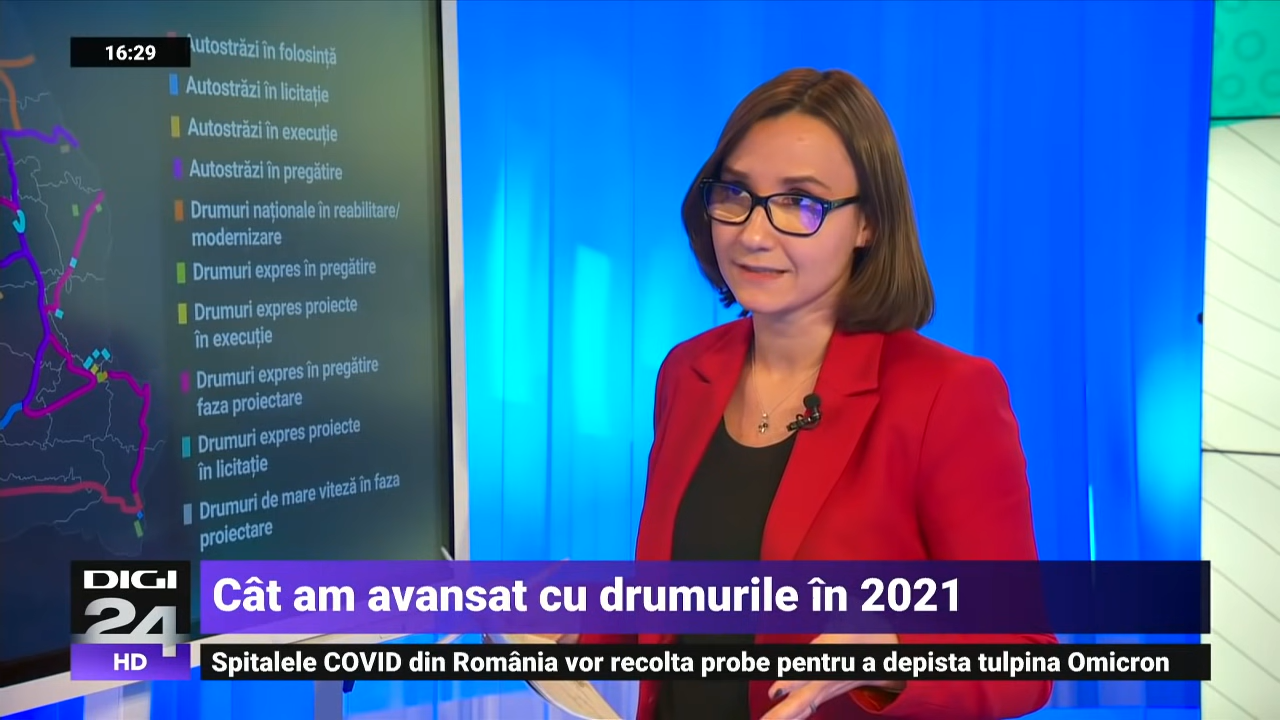 16:29
Autostrăzi în folosință
Autostrăzi în licitație
Autostrăzi în execuție
Autostrăzi în pregătire
Drumuri naționale în reabilitare/
modernizare
Drumuri expres în pregătire
Drumuri expres proiecte
în execuție
Drumuri expres în pregătire
faza proiectare
Drumuri expres proiecte
în licitație
Drumuri de mare viteză în faza
proiectare
DIGI
24
HD
Cât am avansat cu drumurile în 2021
Spitalele COVID din România vor recolta probe pentru a depista tulpina Omicron